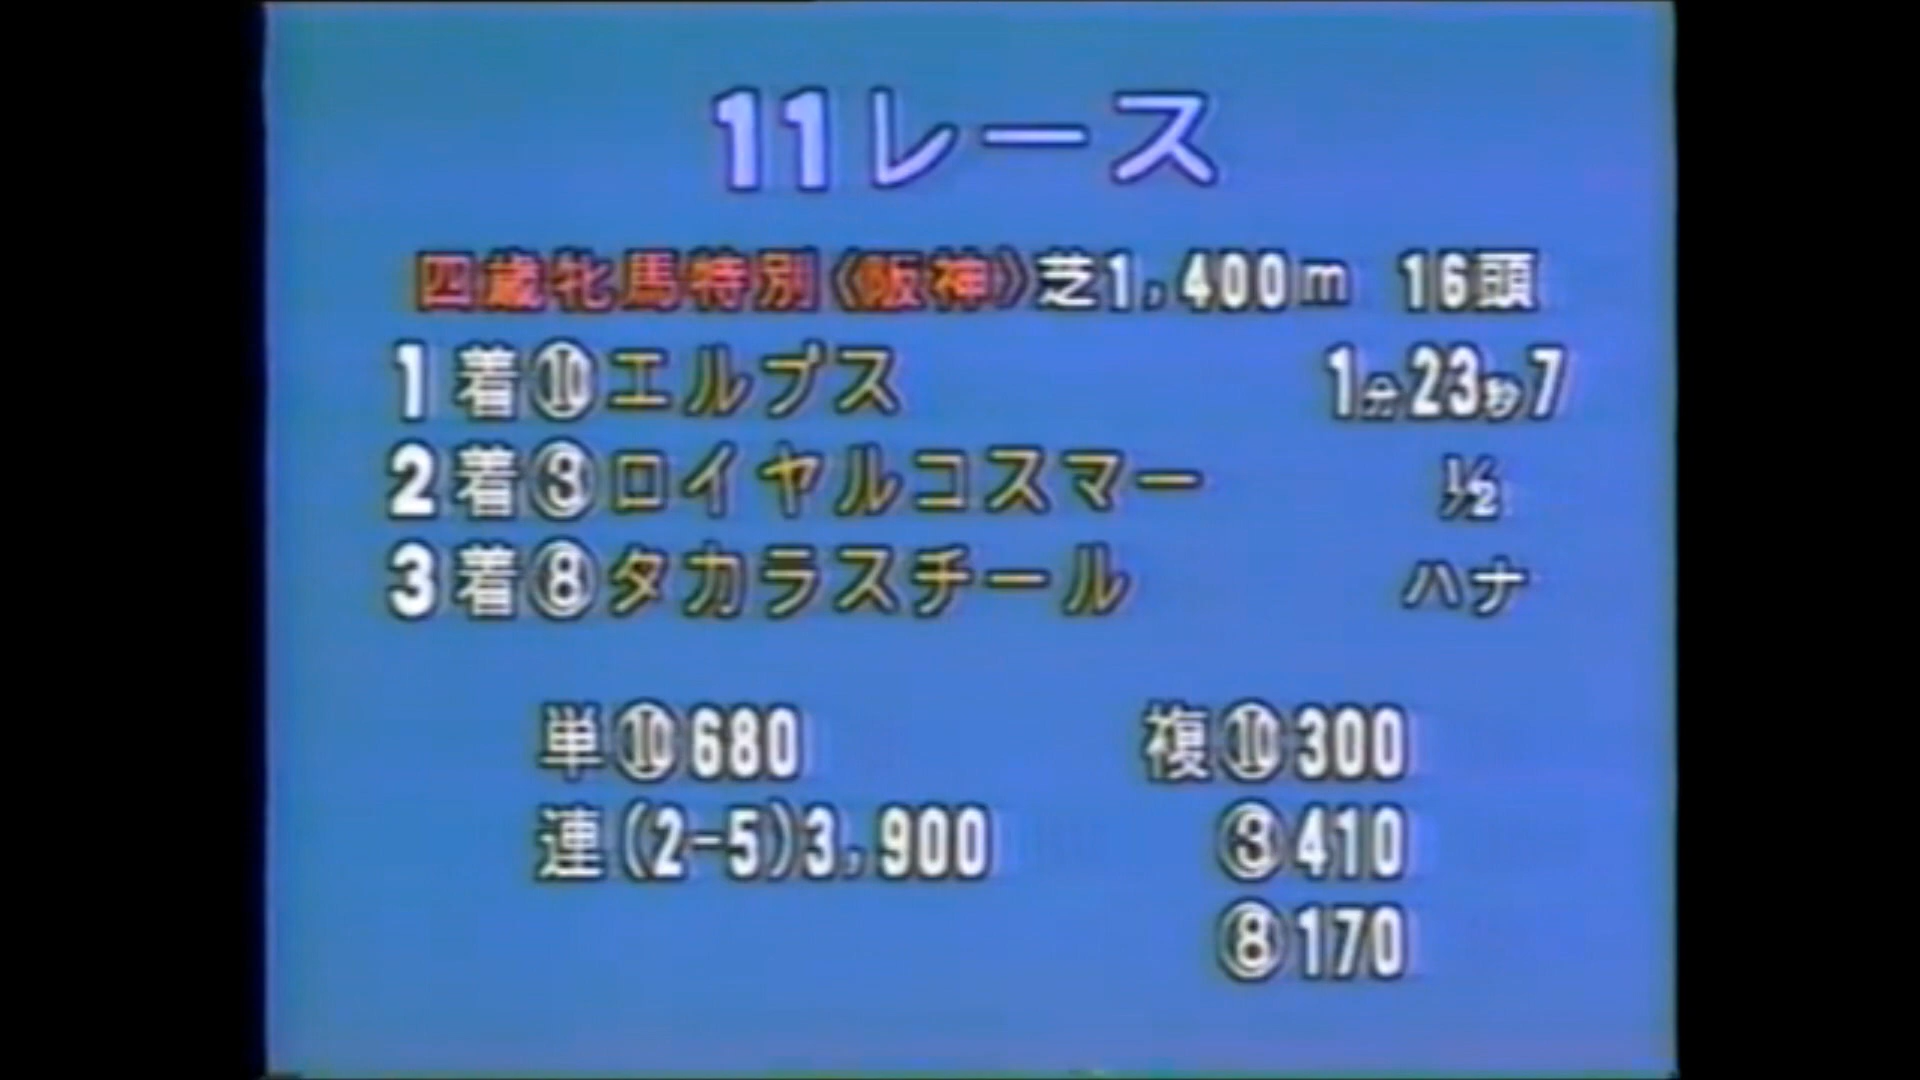 11レース
四歳牝馬特別〈阪神〉芝1,400m 16頭
1着⑩エルプス 1分23秒7
2着③ロイヤルコスマー 1/2
3着⑧タカラスチール ハナ
単⑩680 複⑩300
連(2-5)3,900 ③410
⑧170